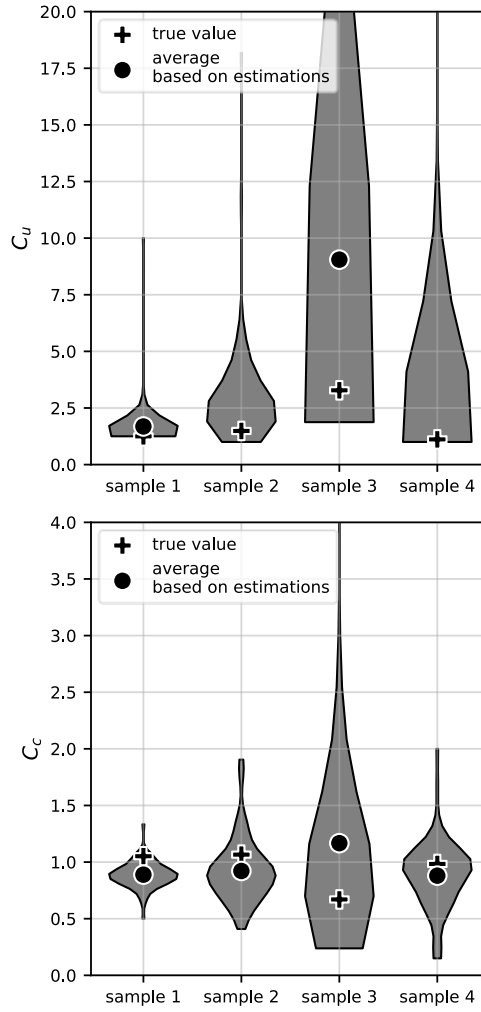 20.0
17.5
15.0
12.5
10.0
7.5
5.0
2.5
0.0
C_u
true value
average
based on estimations
sample 1 sample 2 sample 3 sample 4
4.0
3.5
3.0
2.5
2.0
1.5
1.0
0.5
0.0
C_c
true value
average
based on estimations
sample 1 sample 2 sample 3 sample 4